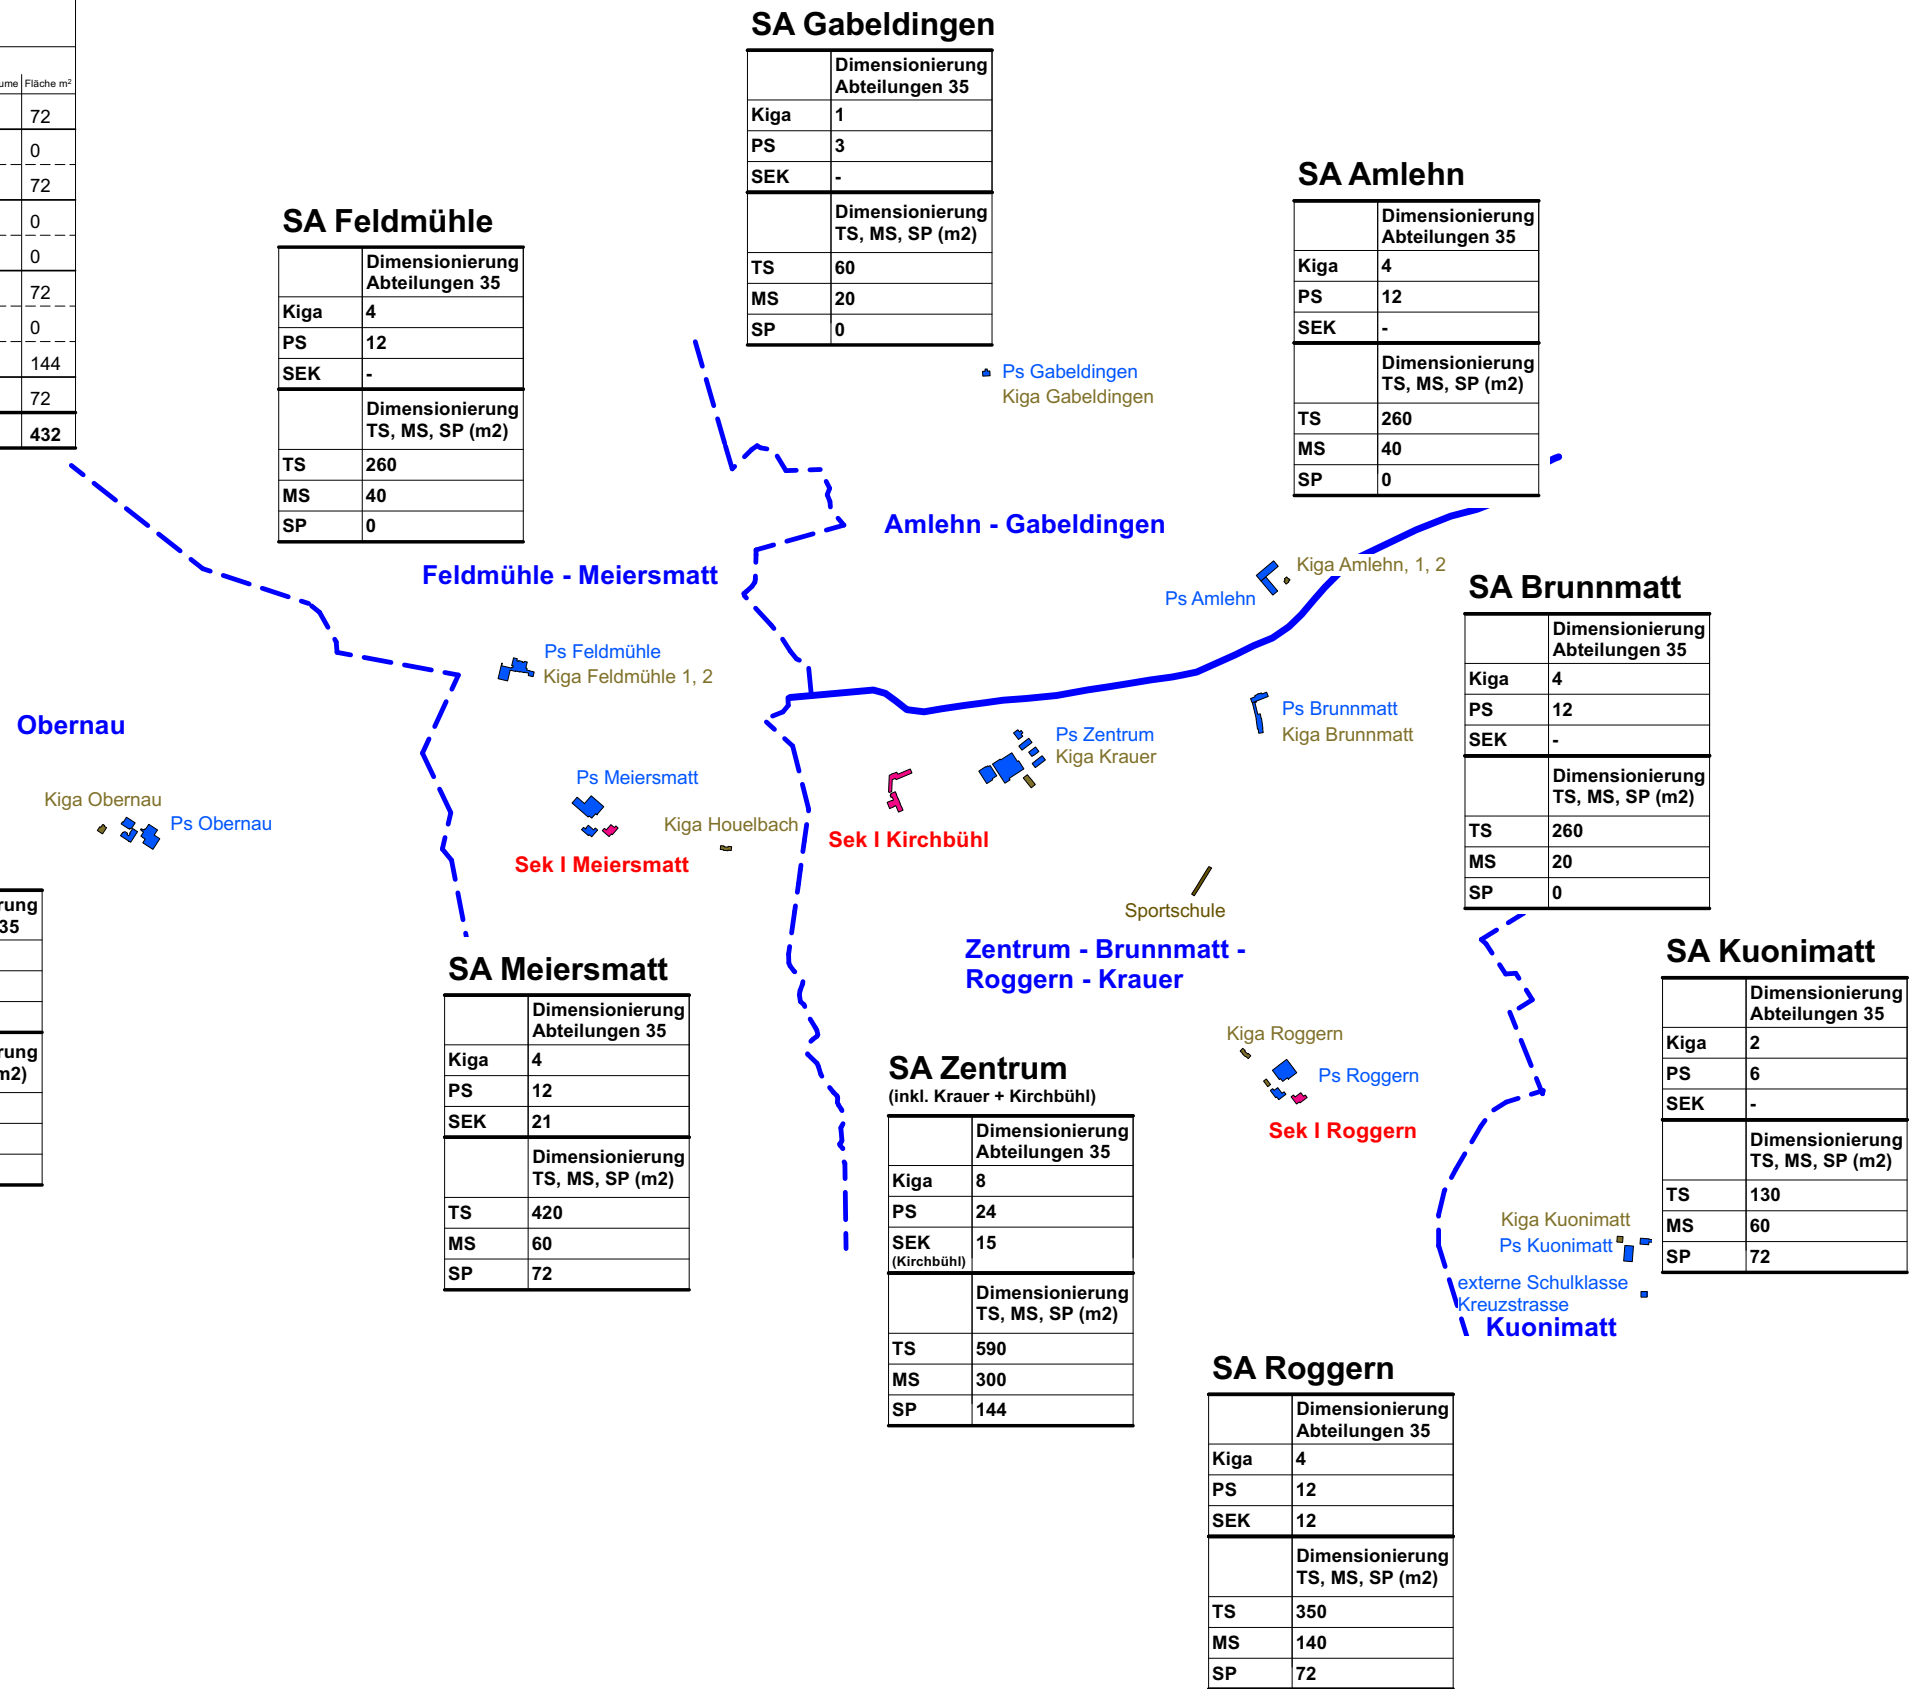 Fläche m²
72
0
72
0
0
72
0
144
72
432
SA Gabeldingen
Dimensionierung
Abteilungen 35
Kiga 1
PS 3
SEK -
Dimensionierung
TS, MS, SP (m2)
TS 60
MS 20
SP 0
SA Amlehn
Dimensionierung
Abteilungen 35
Kiga 4
PS 12
SEK -
Dimensionierung
TS, MS, SP (m2)
TS 260
MS 40
SP 0
SA Feldmühle
Dimensionierung
Abteilungen 35
Kiga 4
PS 12
SEK -
Dimensionierung
TS, MS, SP (m2)
TS 260
MS 40
SP 0
Ps Gabeldingen
Kiga Gabeldingen
Amlehn - Gabeldingen
Feldmühle - Meiersmatt
Kiga Amlehn, 1, 2
Ps Amlehn
SA Brunnmatt
Dimensionierung
Abteilungen 35
Kiga 4
PS 12
SEK -
Dimensionierung
TS, MS, SP (m2)
TS 260
MS 20
SP 0
Ps Feldmühle
Kiga Feldmühle 1, 2
Obernau
Ps Zentrum
Kiga Krauer
Ps Brunnmatt
Kiga Brunnmatt
Kiga Obernau
Ps Obernau
Ps Meiersmatt
Kiga Houelbach
Sek I Meiersmatt
Sek I Kirchbühl
Sportschule
Zentrum - Brunnmatt -
Roggern - Krauer
rung
35
rung
m2)
SA Meiersmatt
Dimensionierung
Abteilungen 35
Kiga 4
PS 12
SEK 21
Dimensionierung
TS, MS, SP (m2)
TS 420
MS 60
SP 72
SA Kuonimatt
Dimensionierung
Abteilungen 35
Kiga 2
PS 6
SEK -
Dimensionierung
TS, MS, SP (m2)
TS 130
MS 60
SP 72
Kiga Roggern
Ps Roggern
Sek I Roggern
SA Zentrum
(inkl. Krauer + Kirchbühl)
Dimensionierung
Abteilungen 35
Kiga 8
PS 24
SEK 15
(Kirchbühl)
Dimensionierung
TS, MS, SP (m2)
TS 590
MS 300
SP 144
Kiga Kuonimatt
Ps Kuonimatt
externe Schulklasse
Kreuzstrasse
Kuonimatt
SA Roggern
Dimensionierung
Abteilungen 35
Kiga 4
PS 12
SEK 12
Dimensionierung
TS, MS, SP (m2)
TS 350
MS 140
SP 72